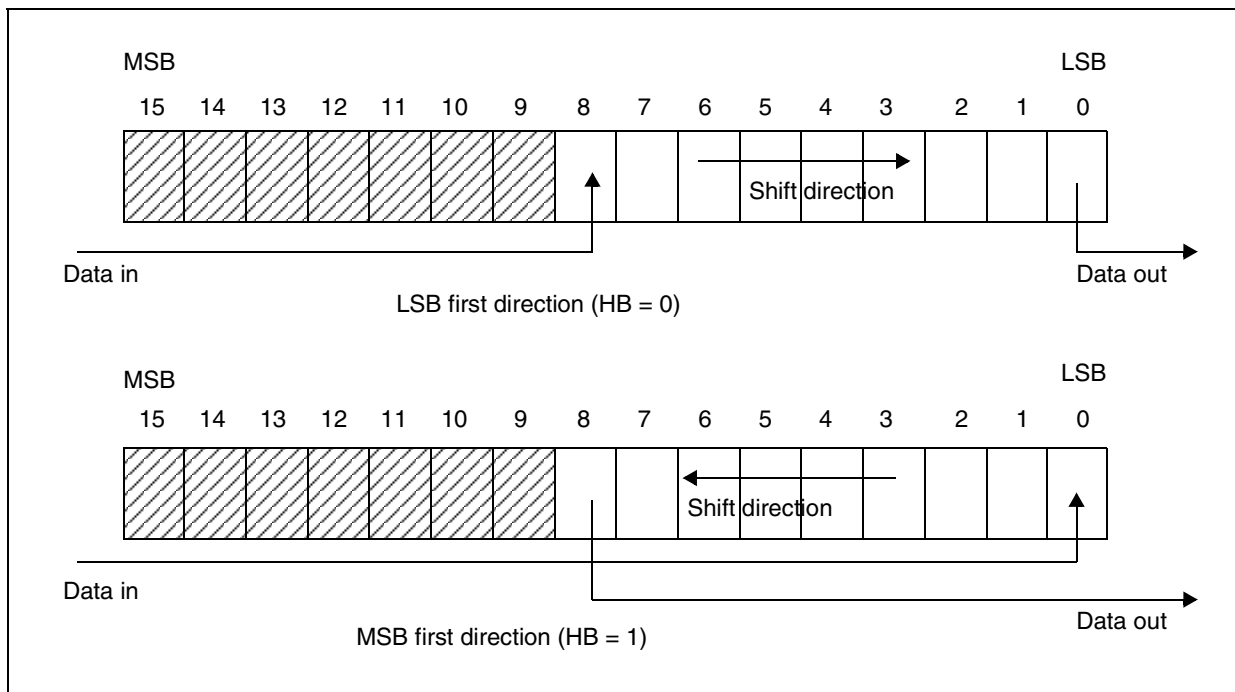 MSB LSB
15 14 13 12 11 10 9 8 7 6 5 4 3 2 1 0
Shift direction
Data in Data out
LSB first direction (HB = 0)
MSB LSB
15 14 13 12 11 10 9 8 7 6 5 4 3 2 1 0
Shift direction
Data in
Data out
MSB first direction (HB = 1)